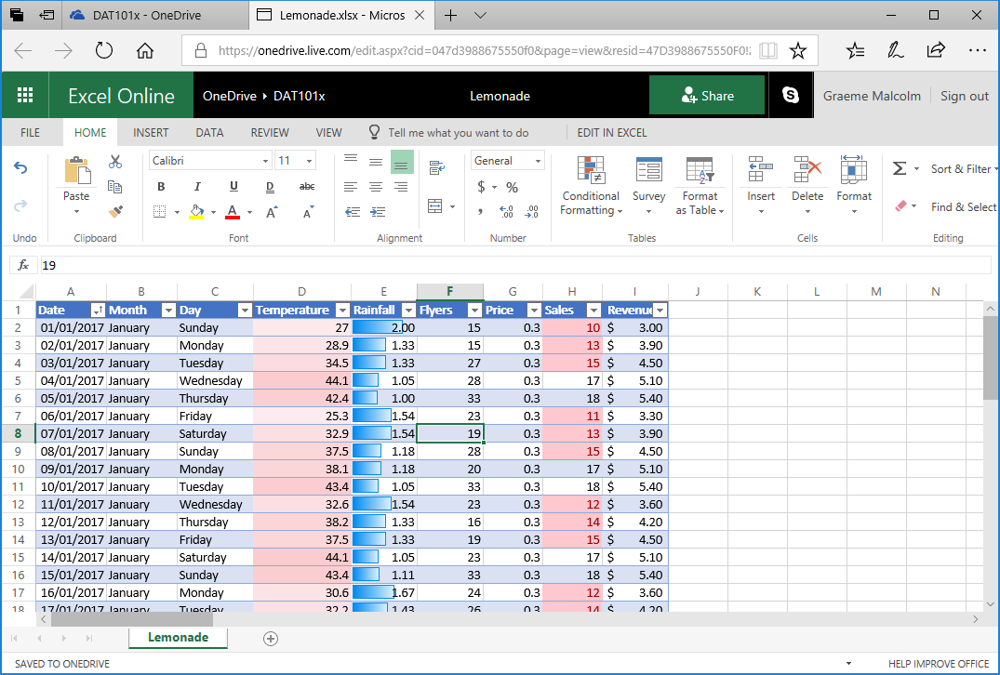 DAT101x - OneDrive Lemonade.xlsx - Micros
https://onedrive.live.com/edit.aspx?cid=047d3988675550f0&page=view&resid=47D3988675550F0!
Excel Online OneDrive DAT101x Lemonade Share Graeme Malcolm Sign out
FILE HOME INSERT DATA REVIEW VIEW Tell me what you want to do EDIT IN EXCEL
Calibri 11 General
Paste B I U D abc $ % Conditional Formatting Survey Format as Table Insert Delete Format Σ Sort & Filter
A A A Find & Select
Undo Clipboard Font Alignment Number Tables Cells Editing
fx 19
A B C D E F G H I J K L M N
1 Date Month Day Temperature Rainfall Flyers Price Sales Revenue
2 01/01/2017 January Sunday 27 2.00 15 0.3 10 $ 3.00
3 02/01/2017 January Monday 28.9 1.33 15 0.3 13 $ 3.90
4 03/01/2017 January Tuesday 34.5 1.33 27 0.3 15 $ 4.50
5 04/01/2017 January Wednesday 44.1 1.05 28 0.3 17 $ 5.10
6 05/01/2017 January Thursday 42.4 1.00 33 0.3 18 $ 5.40
7 06/01/2017 January Friday 25.3 1.54 23 0.3 11 $ 3.30
8 07/01/2017 January Saturday 32.9 1.54 19 0.3 13 $ 3.90
9 08/01/2017 January Sunday 37.5 1.18 28 0.3 15 $ 4.50
10 09/01/2017 January Monday 38.1 1.18 20 0.3 17 $ 5.10
11 10/01/2017 January Tuesday 43.4 1.05 33 0.3 18 $ 5.40
12 11/01/2017 January Wednesday 32.6 1.54 23 0.3 12 $ 3.60
13 12/01/2017 January Thursday 38.2 1.33 16 0.3 14 $ 4.20
14 13/01/2017 January Friday 37.5 1.33 19 0.3 15 $ 4.50
15 14/01/2017 January Saturday 44.1 1.05 23 0.3 17 $ 5.10
16 15/01/2017 January Sunday 43.4 1.11 33 0.3 18 $ 5.40
17 16/01/2017 January Monday 30.6 1.67 24 0.3 12 $ 3.60
18 17/01/2017 January Tuesday 32.2 1.43 26 0.3 14 $ 4.20
Lemonade
SAVED TO ONEDRIVE HELP IMPROVE OFFICE